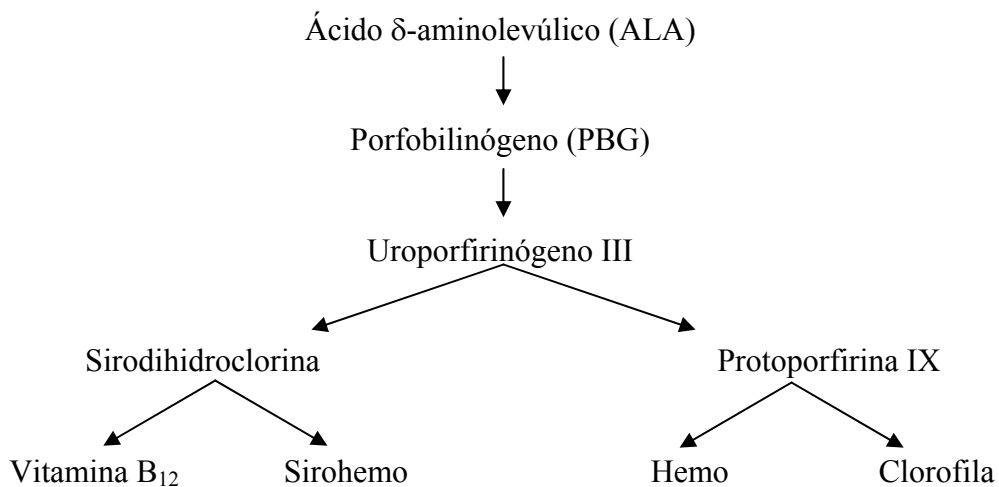 Ácido δ-aminolevúlico (ALA)
Porfobilinógeno (PBG)
Uroporfirinógeno III
Sirodihidroclorina Protoporfirina IX
Vitamina B₁₂ Sirohemo Hemo Clorofila